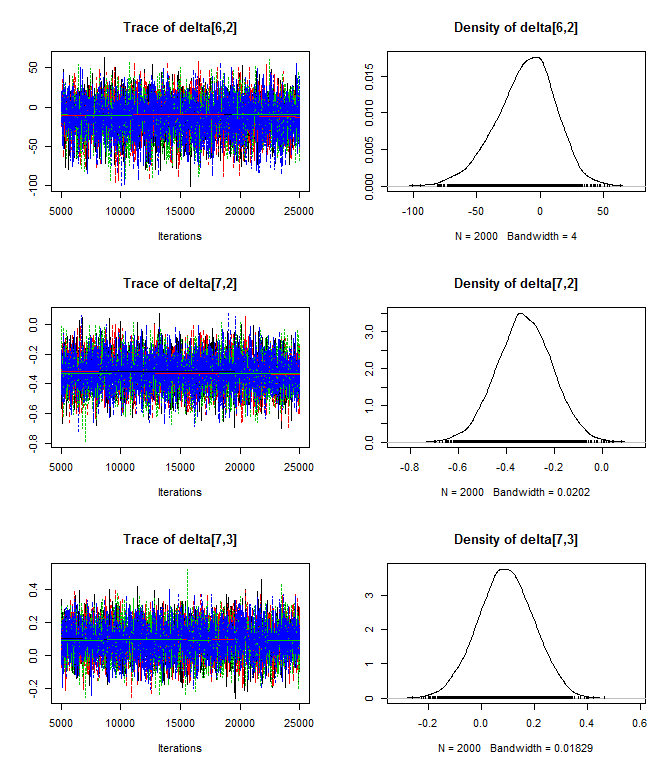 Trace of delta[6,2]
50
0
-50
-100
5000 10000 15000 20000 25000
Iterations
Density of delta[6,2]
0.015
0.010
0.005
0.000
-100 -50 0 50
N = 2000 Bandwidth = 4
Trace of delta[7,2]
0.0
-0.2
-0.4
-0.6
-0.8
5000 10000 15000 20000 25000
Iterations
Density of delta[7,2]
3.0
2.0
1.0
0.0
-0.8 -0.6 -0.4 -0.2 0.0
N = 2000 Bandwidth = 0.0202
Trace of delta[7,3]
0.4
0.2
0.0
-0.2
5000 10000 15000 20000 25000
Iterations
Density of delta[7,3]
3
2
1
0
-0.2 0.0 0.2 0.4 0.6
N = 2000 Bandwidth = 0.01829